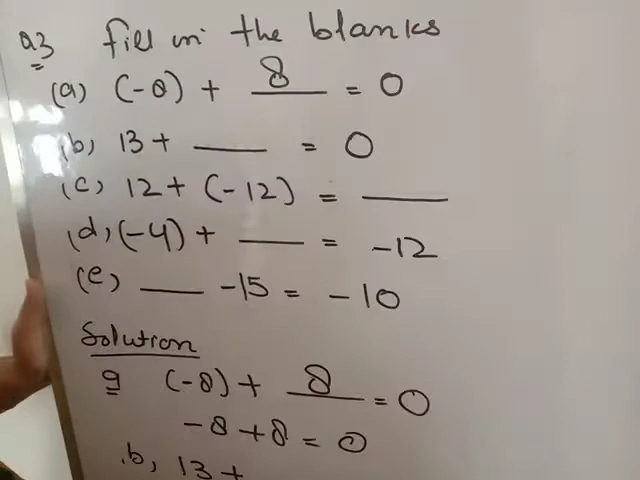 Q3 fill in the blanks
(a) (-8) + 8 = 0
(b) 13 + ___ = 0
(c) 12 + (-12) = ___
(d) (-4) + ___ = -12
(e) ___ -15 = -10
Solution
a (-8) + 8 = 0
-8 + 8 = 0
b, 13 +